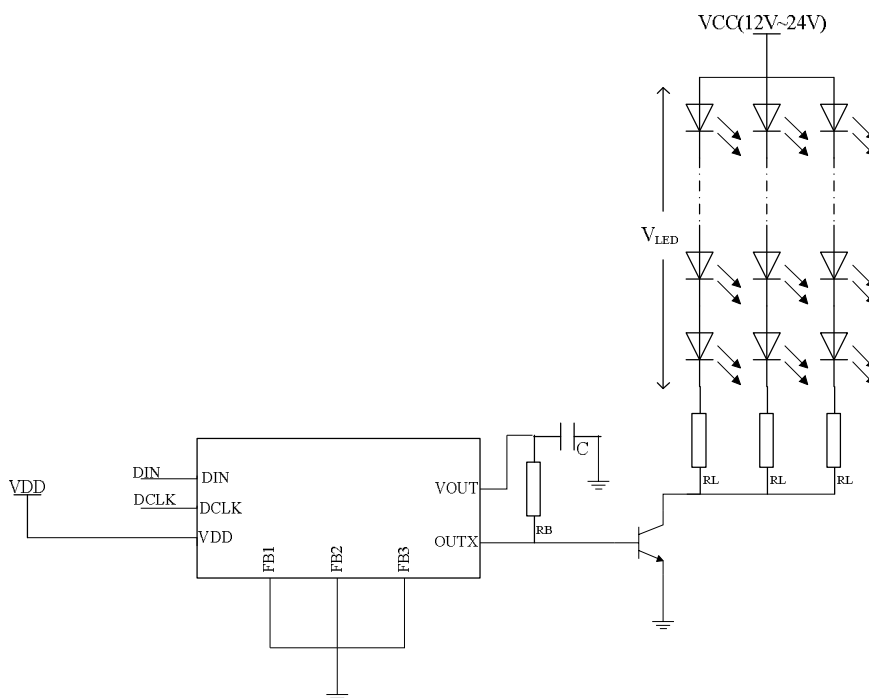 VCC(12V~24V)
VLED
C
DIN
DIN
VDD
VOUT
RL
RL
RL
DCLK
DCLK
RB
VDD
OUTX
FB1
FB2
FB3